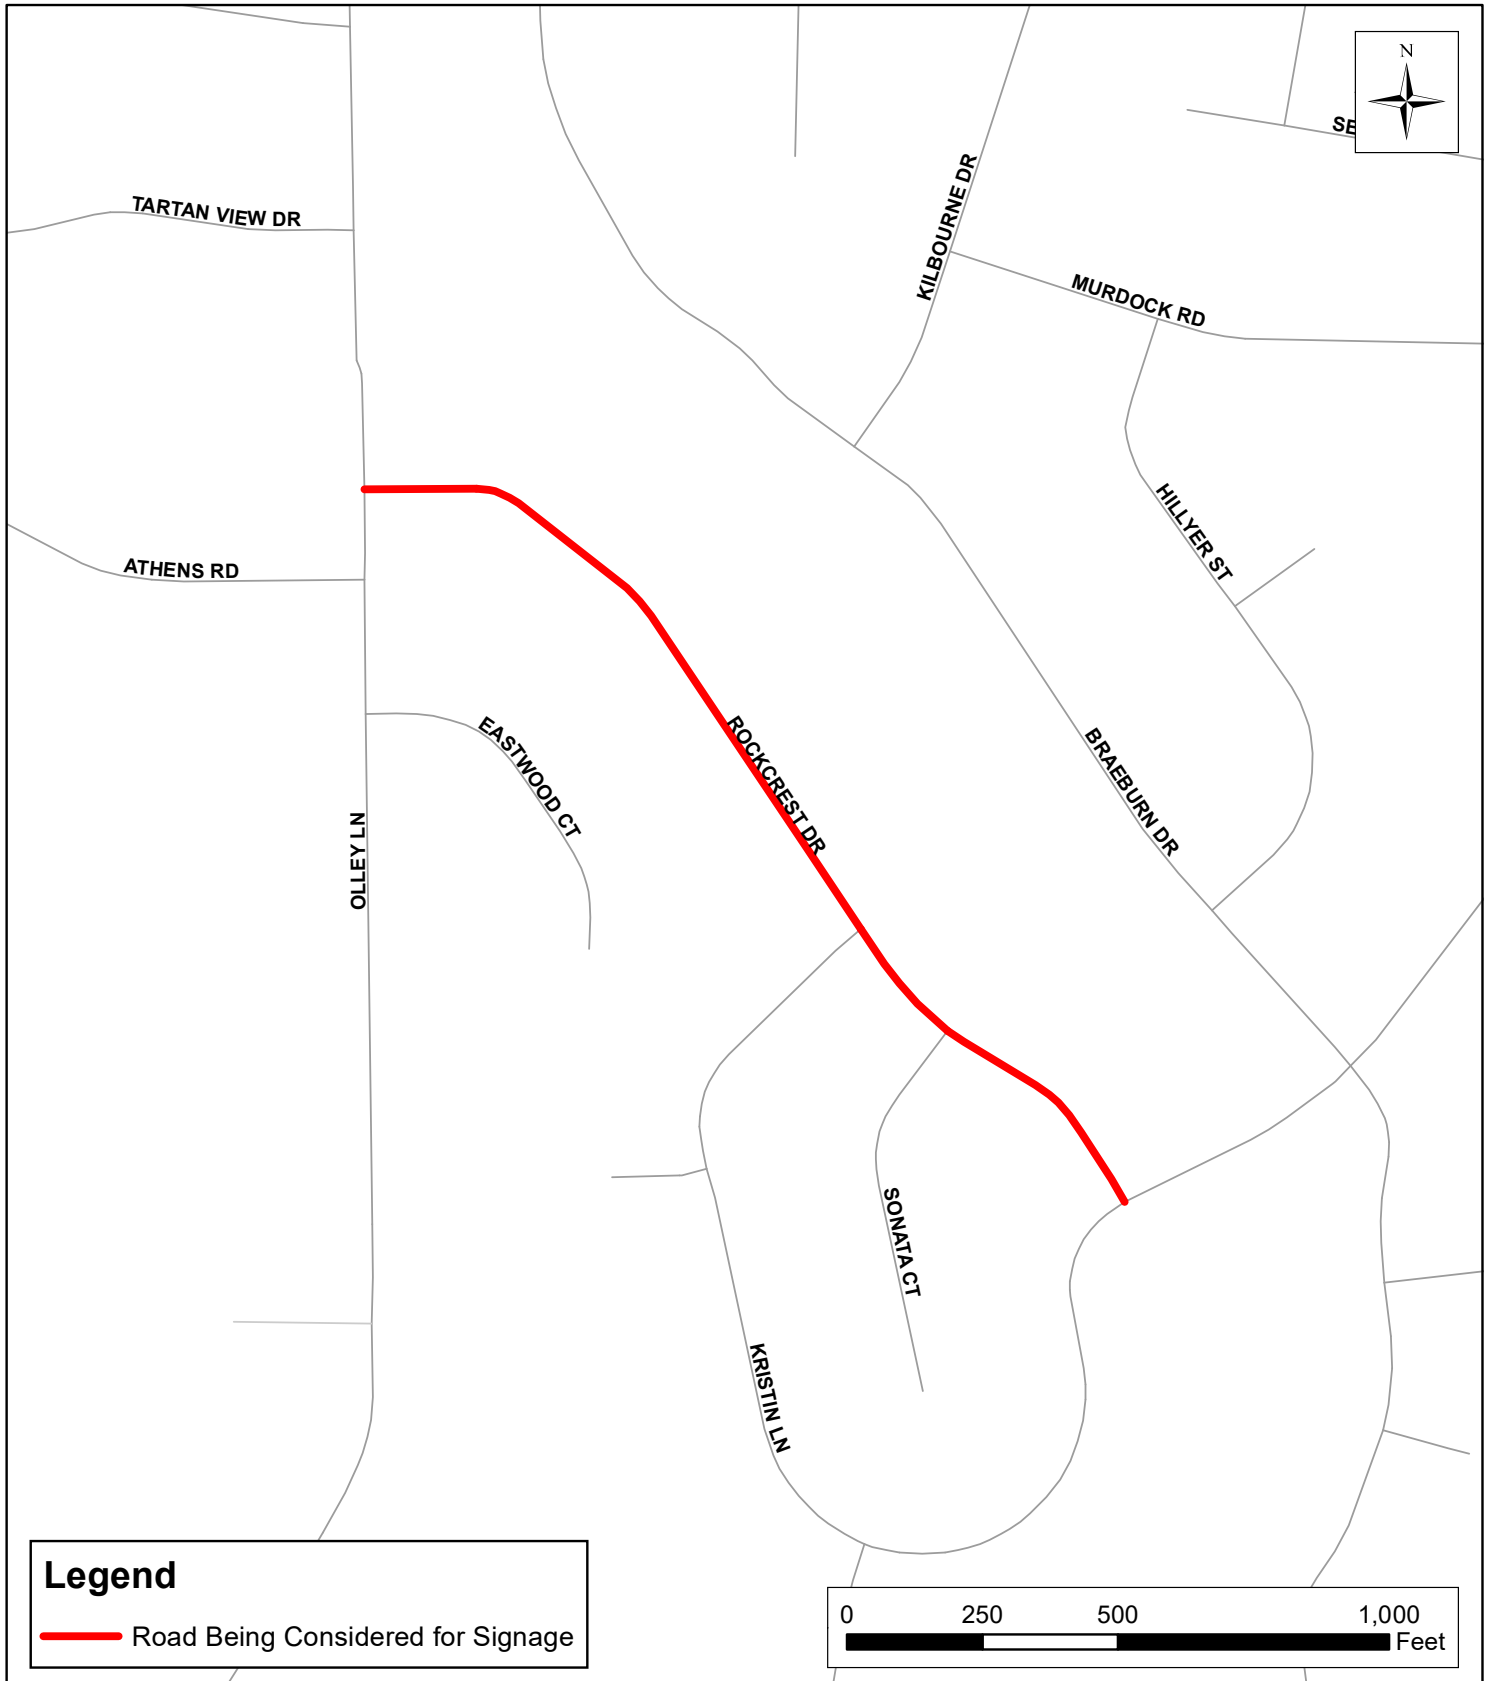 N
SE
TARTAN VIEW DR
KILBOURNE DR
MURDOCK RD
HILLYER ST
ATHENS RD
EASTWOOD CT
ROCKCREST DR
BRAEBURN DR
OLLEY LN
SONATA CT
KRISTIN LN
Legend
Road Being Considered for Signage
0 250 500 1,000
Feet